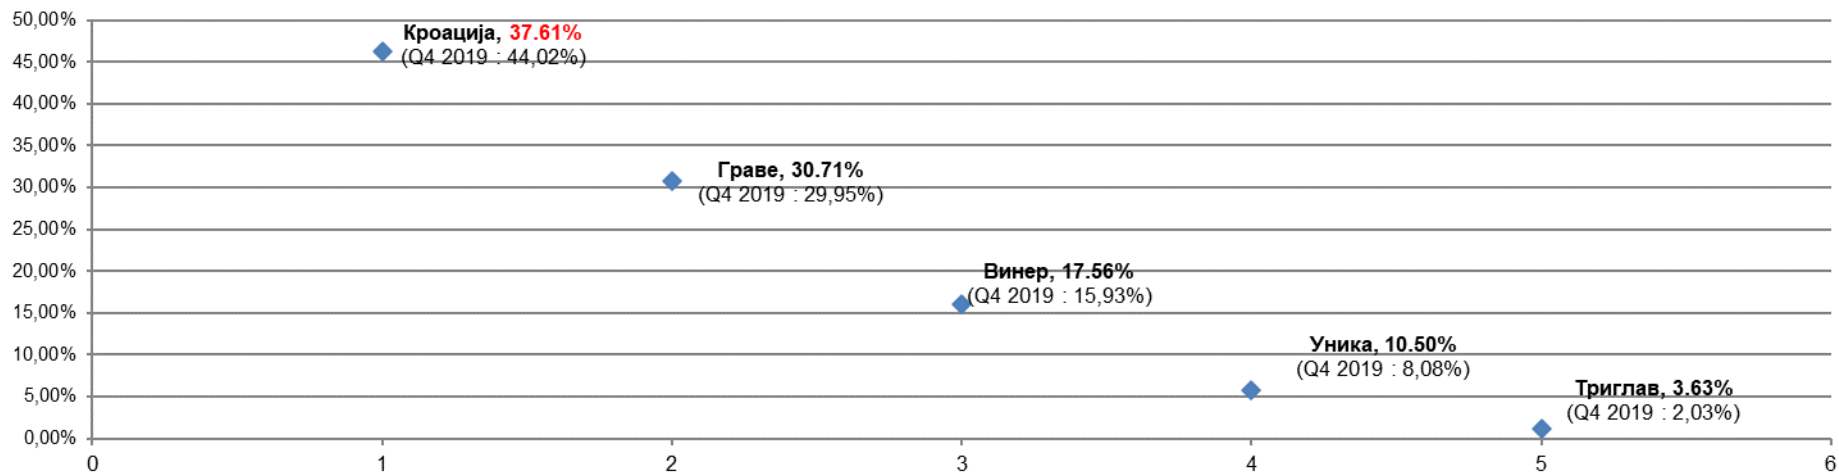 50,00%
Кроација, 37.61%
(Q4 2019 : 44,02%)
45,00%
40,00%
35,00%
Граве, 30.71%
30,00%
(Q4 2019 : 29,95%)
25,00%
20,00%
Винер, 17.56%
(Q4 2019 : 15,93%)
15,00%
Уника, 10.50%
10,00%
(Q4 2019 : 8,08%)
5,00%
Триглав, 3.63%
(Q4 2019 : 2,03%)
0,00%
0 1 2 3 4 5 6